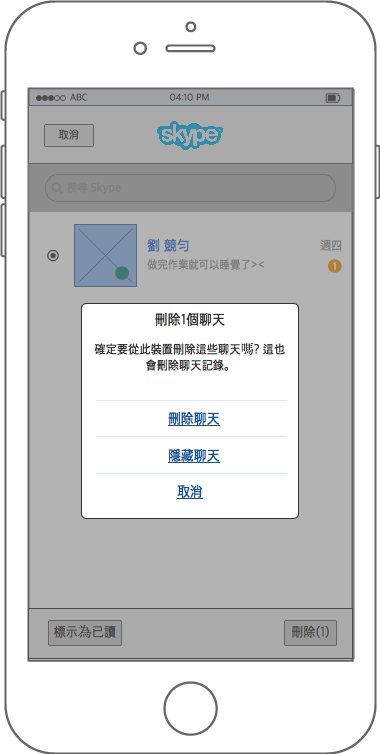 ABC 04:10 PM
取消
skype
搜尋 Skype
劉 競勻 週四
做完作業就可以睡覺了>< 1
刪除1個聊天
確定要從此裝置刪除這些聊天嗎? 這也
會刪除聊天記錄。
刪除聊天
隱藏聊天
取消
標示為已讀 刪除(1)